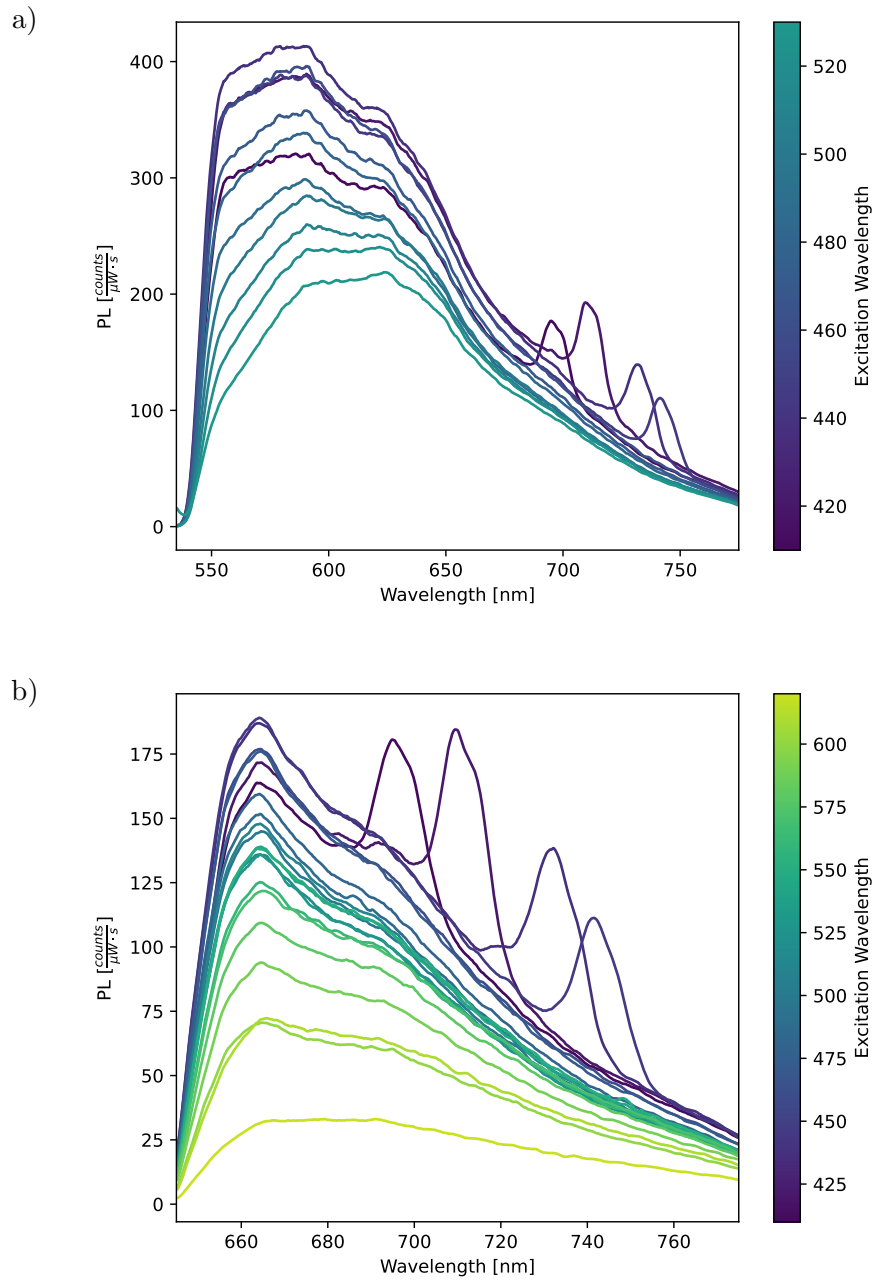 a)
400
300
200
100
0
550 600 650 700 750
Wavelength [nm]
PL [counts/μW·s]
520
500
480
460
440
420
Excitation Wavelength
b)
175
150
125
100
75
50
25
0
660 680 700 720 740 760
Wavelength [nm]
PL [counts/μW·s]
600
575
550
525
500
475
450
425
Excitation Wavelength